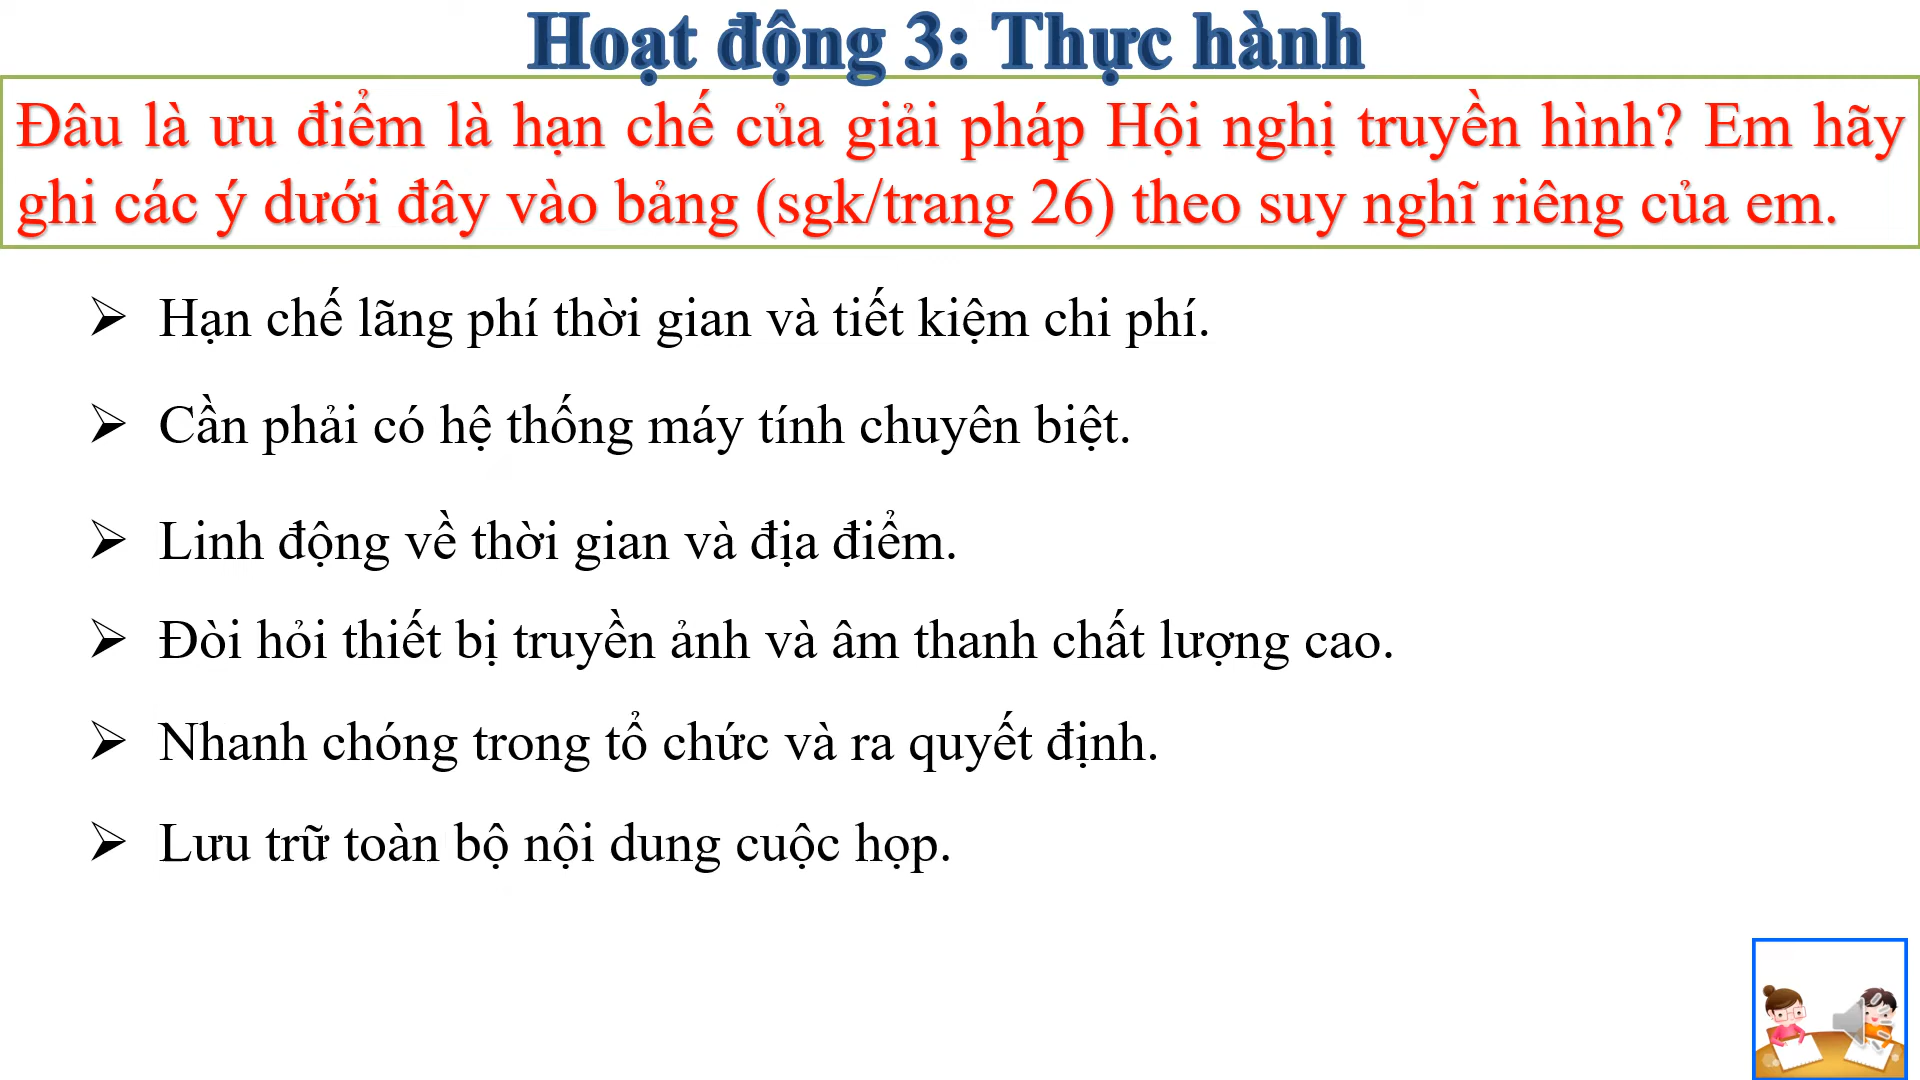 Hoạt động 3: Thực hành
Đâu là ưu điểm là hạn chế của giải pháp Hội nghị truyền hình? Em hãy
ghi các ý dưới đây vào bảng (sgk/trang 26) theo suy nghĩ riêng của em.
➢ Hạn chế lãng phí thời gian và tiết kiệm chi phí.
➢ Cần phải có hệ thống máy tính chuyên biệt.
➢ Linh động về thời gian và địa điểm.
➢ Đòi hỏi thiết bị truyền ảnh và âm thanh chất lượng cao.
➢ Nhanh chóng trong tổ chức và ra quyết định.
➢ Lưu trữ toàn bộ nội dung cuộc họp.